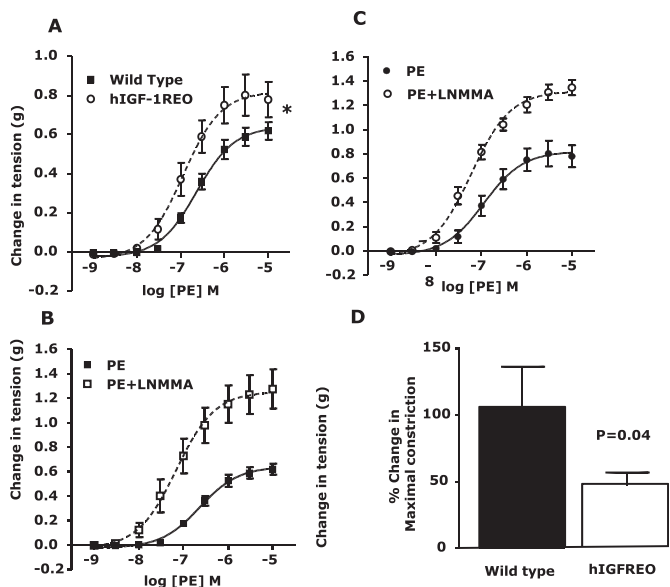 A
1.0
0.8
0.6
0.4
0.2
0.0
-0.2
Change in tension (g)
Wild Type
hIGF-1REO
*
-9
-7
-6
-5
log [PE] M
C
1.6
1.4
1.2
1.0
0.8
0.6
0.4
0.2
0.0
-0.2
PE
PE+LNMMA
-9
8
-7
-6
-5
log [PE] M
B
1.6
1.4
1.2
1.0
0.8
0.6
0.4
0.2
0.0
-0.2
Change in tension (g)
PE
PE+LNMMA
-9
-7
-6
-5
log [PE] M
Change in tension (g)
D
150
100
50
0
% Change in
Maximal constriction
P=0.04
Wild type
hIGFREO